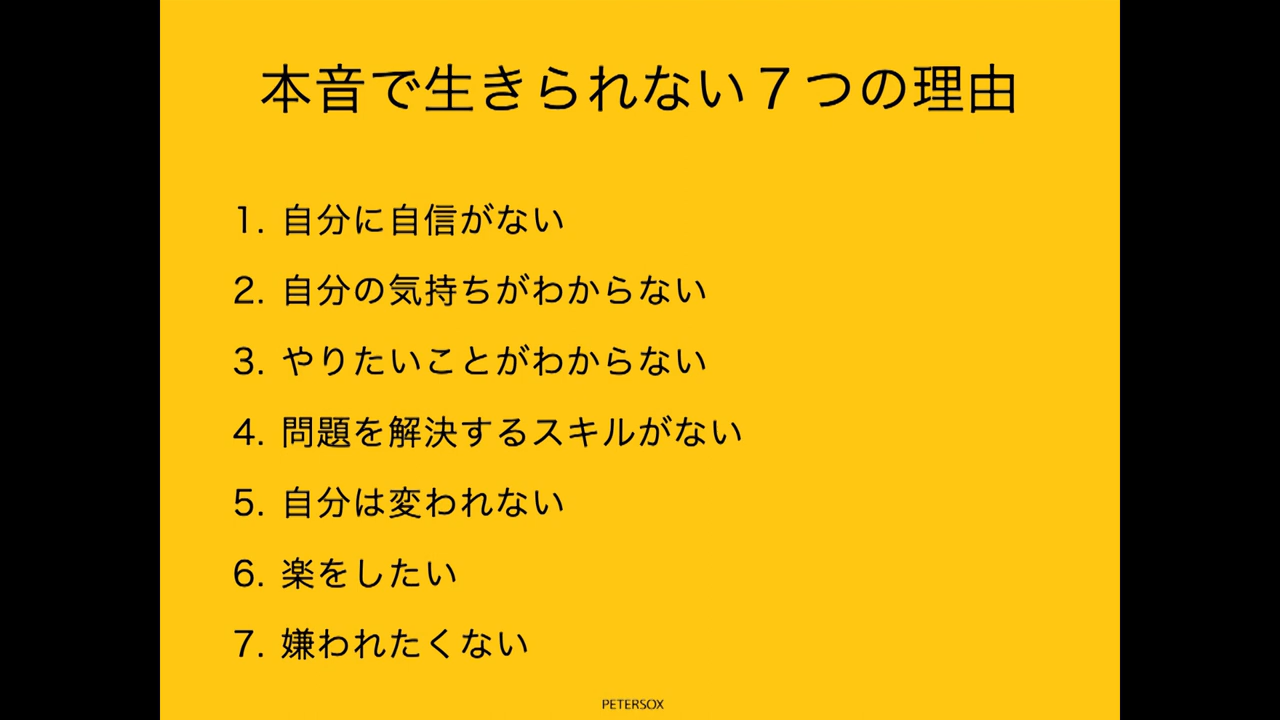 本音で生きられない７つの理由
1. 自分に自信がない
2. 自分の気持ちがわからない
3. やりたいことがわからない
4. 問題を解決するスキルがない
5. 自分は変われない
6. 楽をしたい
7. 嫌われたくない
PETERSOX